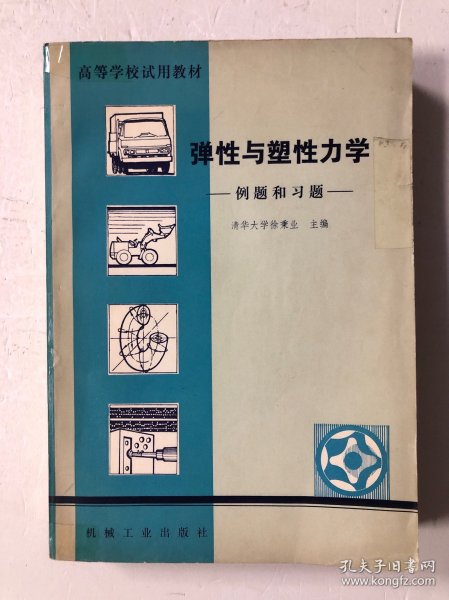 高等学校试用教材
弹性与塑性力学
—例题和习题—
清华大学徐秉业 主编
机械工业出版社
孔夫子旧书网
www.kongfz.com